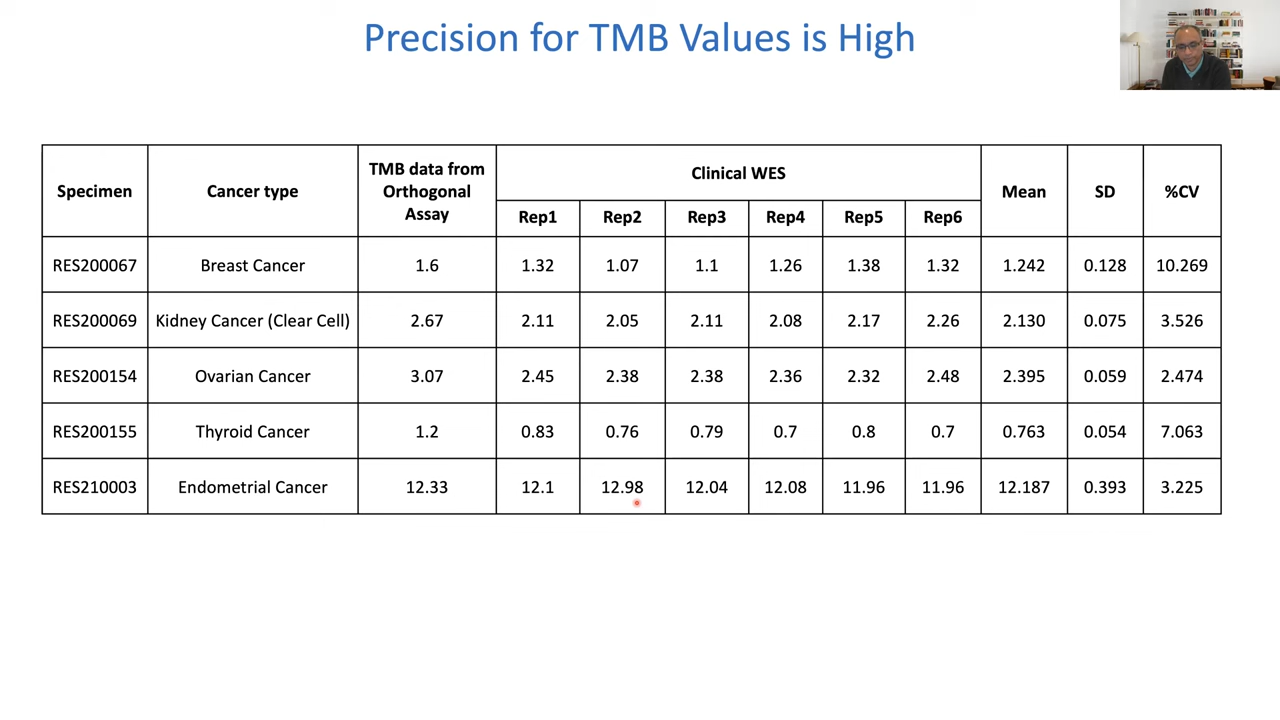 Precision for TMB Values is High
Specimen Cancer type TMB data from Orthogonal Assay Clinical WES Mean SD %CV
Rep1 Rep2 Rep3 Rep4 Rep5 Rep6
RES200067 Breast Cancer 1.6 1.32 1.07 1.1 1.26 1.38 1.32 1.242 0.128 10.269
RES200069 Kidney Cancer (Clear Cell) 2.67 2.11 2.05 2.11 2.08 2.17 2.26 2.130 0.075 3.526
RES200154 Ovarian Cancer 3.07 2.45 2.38 2.38 2.36 2.32 2.48 2.395 0.059 2.474
RES200155 Thyroid Cancer 1.2 0.83 0.76 0.79 0.7 0.8 0.7 0.763 0.054 7.063
RES210003 Endometrial Cancer 12.33 12.1 12.98 12.04 12.08 11.96 11.96 12.187 0.393 3.225